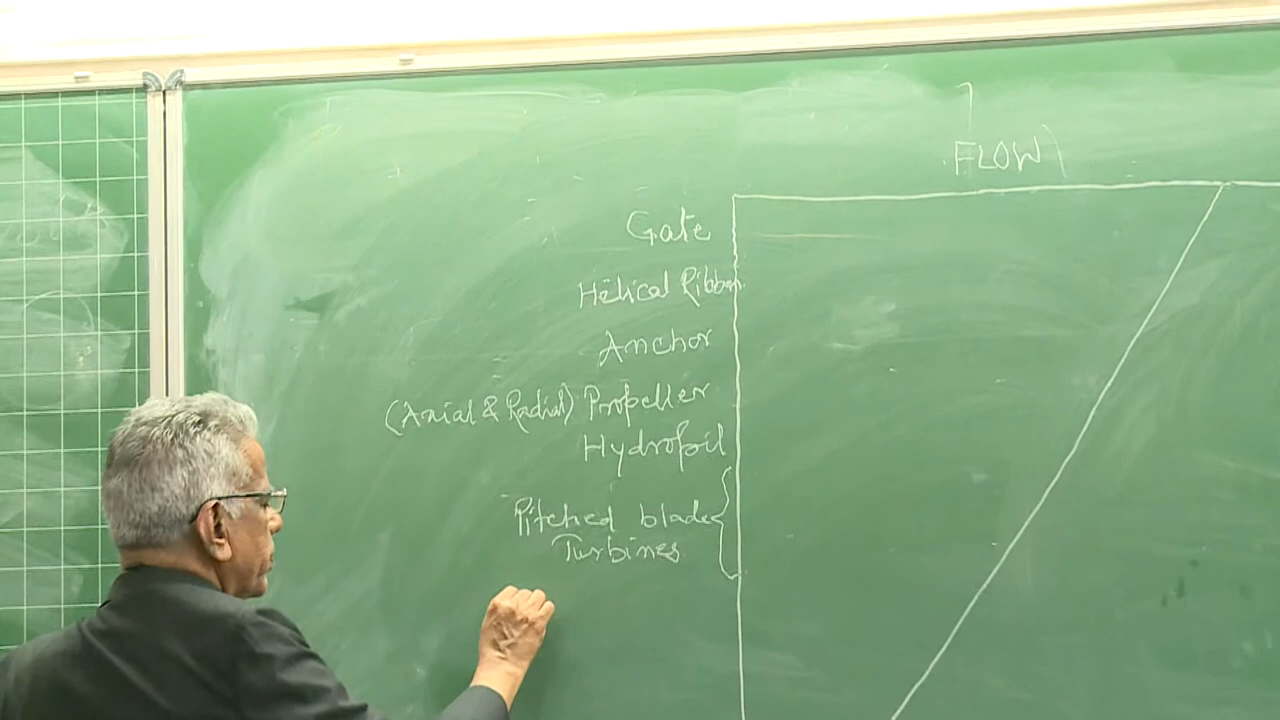 FLOW
Gate
Helical Ribbon
Anchor
(Axial & Radial) Propeller
Hydrofoil
Pitched blade
Turbines